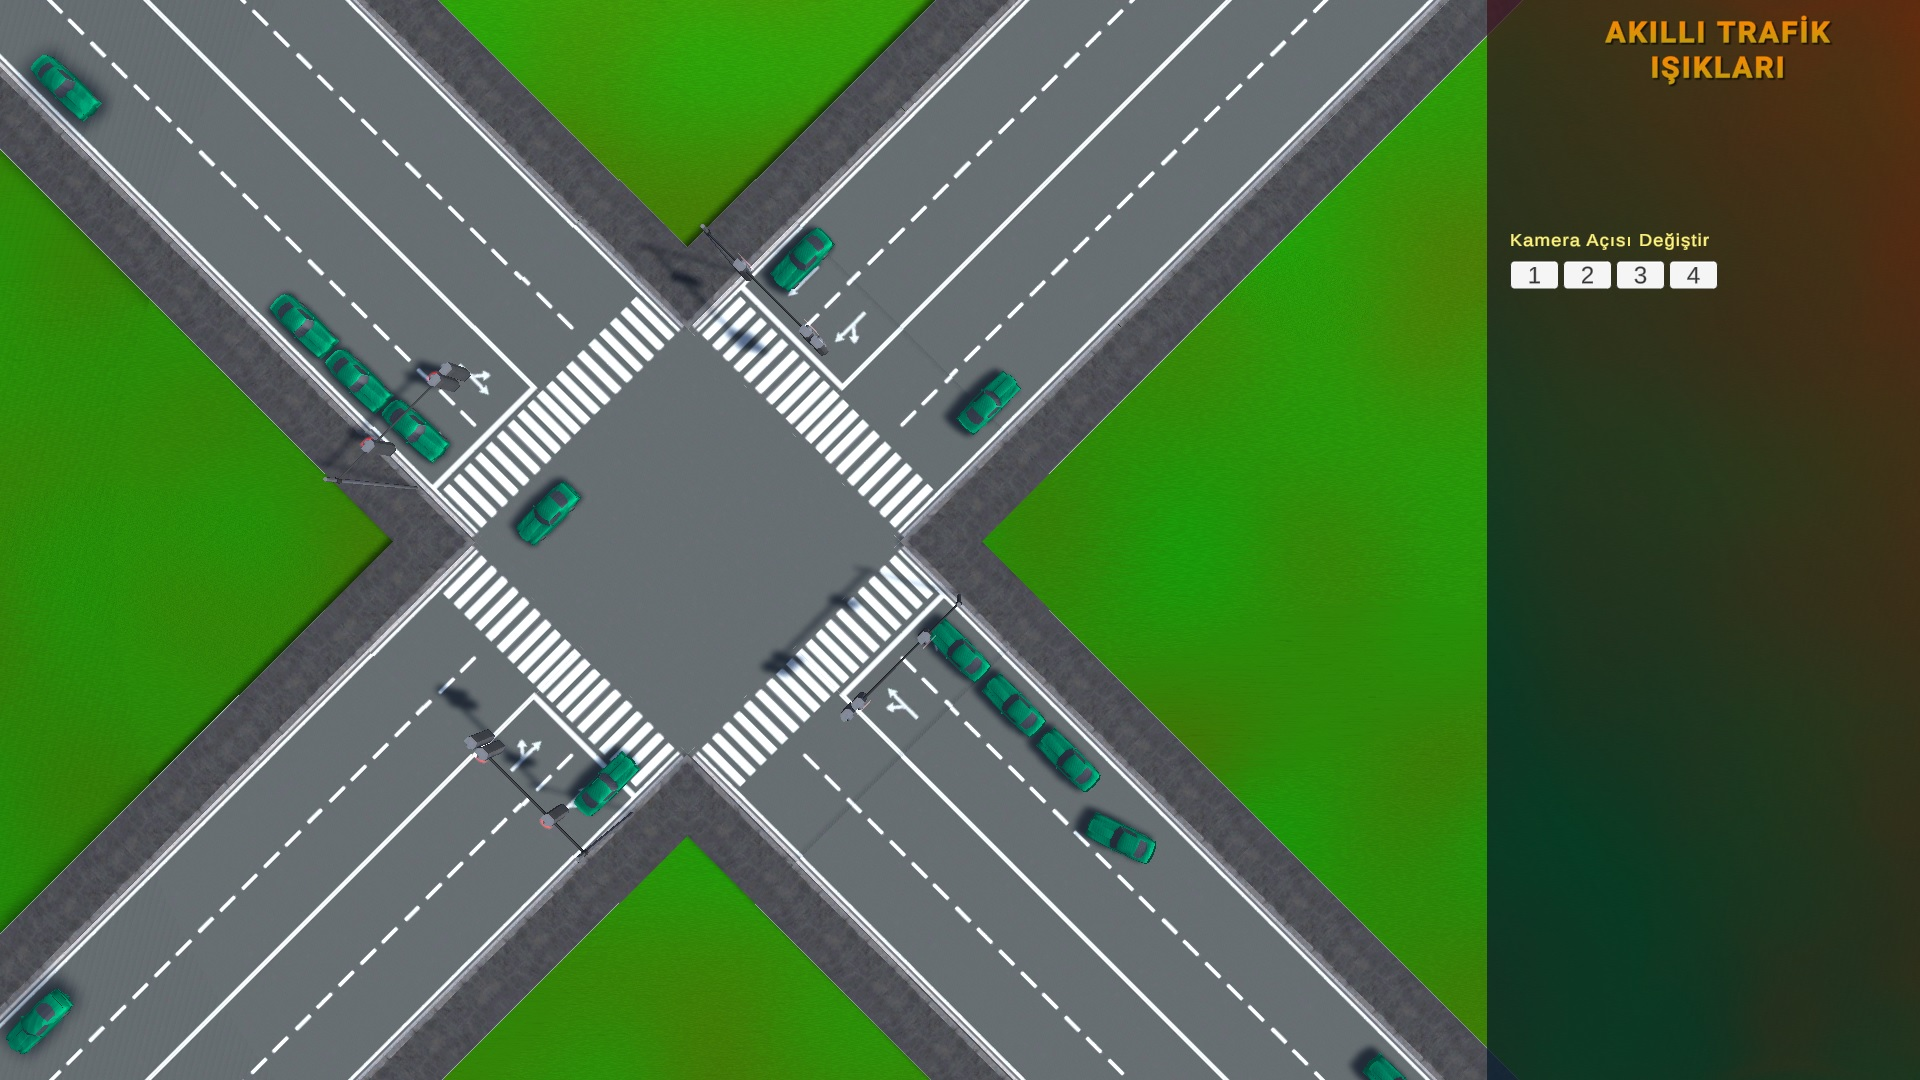 AKILLI TRAFİK
IŞIKLARI
Kamera Açısı Değiştir
1 2 3 4